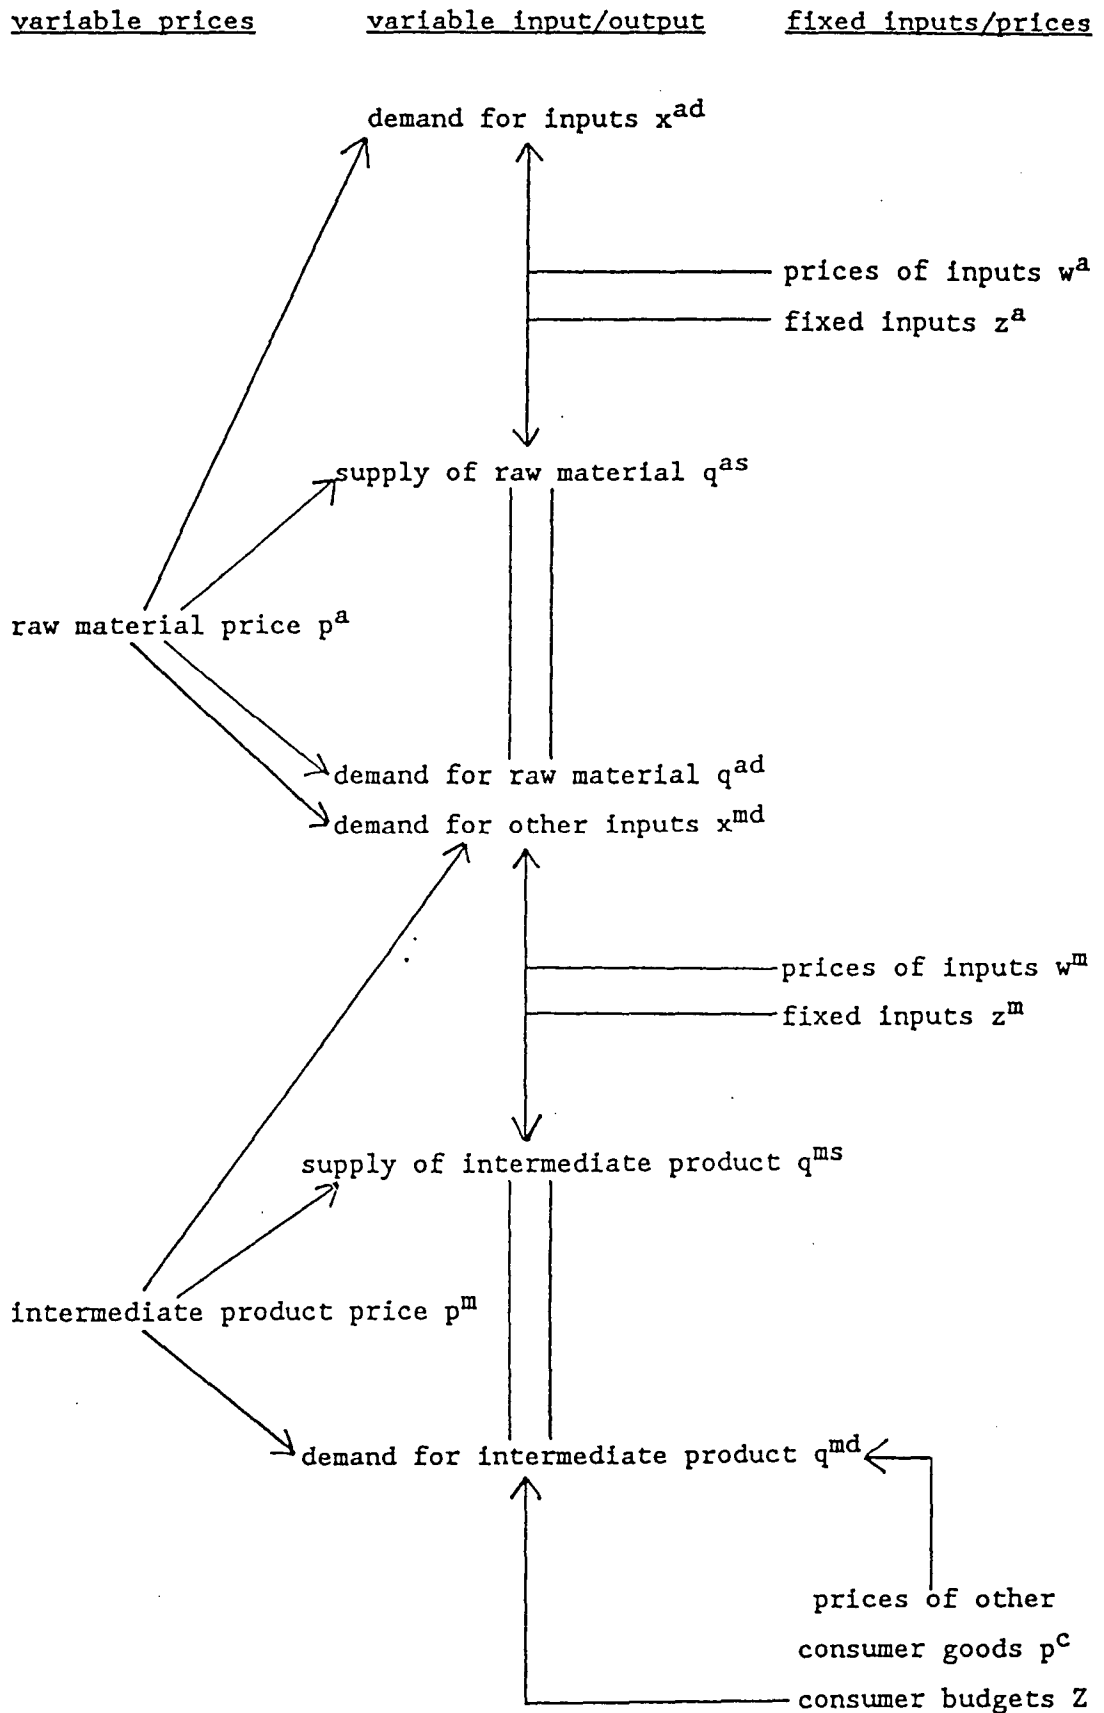 variable prices variable input/output fixed inputs/prices
demand for inputs x^ad
prices of inputs w^a
fixed inputs z^a
supply of raw material q^as
raw material price p^a
demand for raw material q^ad
demand for other inputs x^md
prices of inputs w^m
fixed inputs z^m
supply of intermediate product q^ms
intermediate product price p^m
demand for intermediate product q^md
prices of other
consumer goods p^c
consumer budgets Z